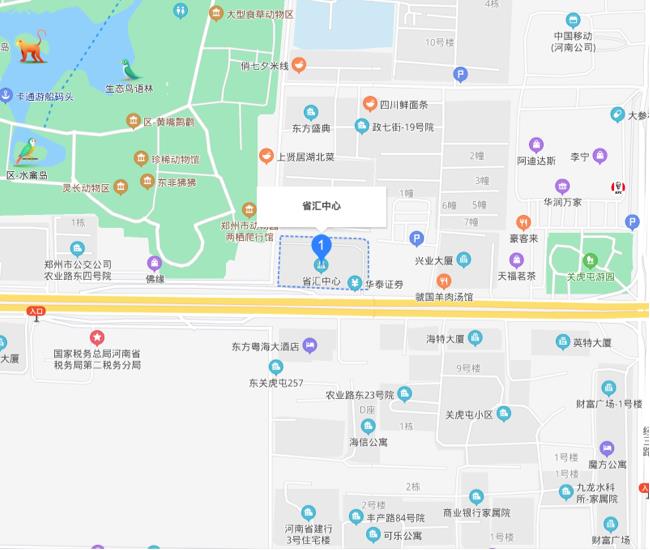 4栋
大型食草动物区
中国移动
(河南公司)
10号楼
岛
俏七夕米线
生态鸟语林
卡通游船码头
四川鲜面条
东方盛典
政七街-19号院
区-黄嘴鹮鹳
阿迪达斯
李宁
上贤居湖北菜
2幢
珍稀动物馆
区-水禽岛
东非狒狒
灵长动物区
3幢
华润万家
KFC
1幢
6幢
5幢
省汇中心
7幢
1栋
郑州市动物园
两栖爬行馆
豪客来
1
郑州市公交公司
农业路东四号院
佛缘
兴业大厦
天福茗茶
关虎屯游园
省汇中心
华泰证券
虢国羊肉汤馆
入口
国家税务总局河南省
税务局第二税务分局
大厦
东方粤海大酒店
海特大厦
英特大厦
东关虎屯257
9号楼
农业路东23号院
财富广场-1号楼
D座
关虎屯小区
1栋
海信公寓
经三路
1号楼
魔方公寓
1号楼
2栋
九龙水科
所-家属院
2号楼
商业银行家属院
河南省建行
3号住宅楼
丰产路84号院
可乐公寓
1号楼
财富广场